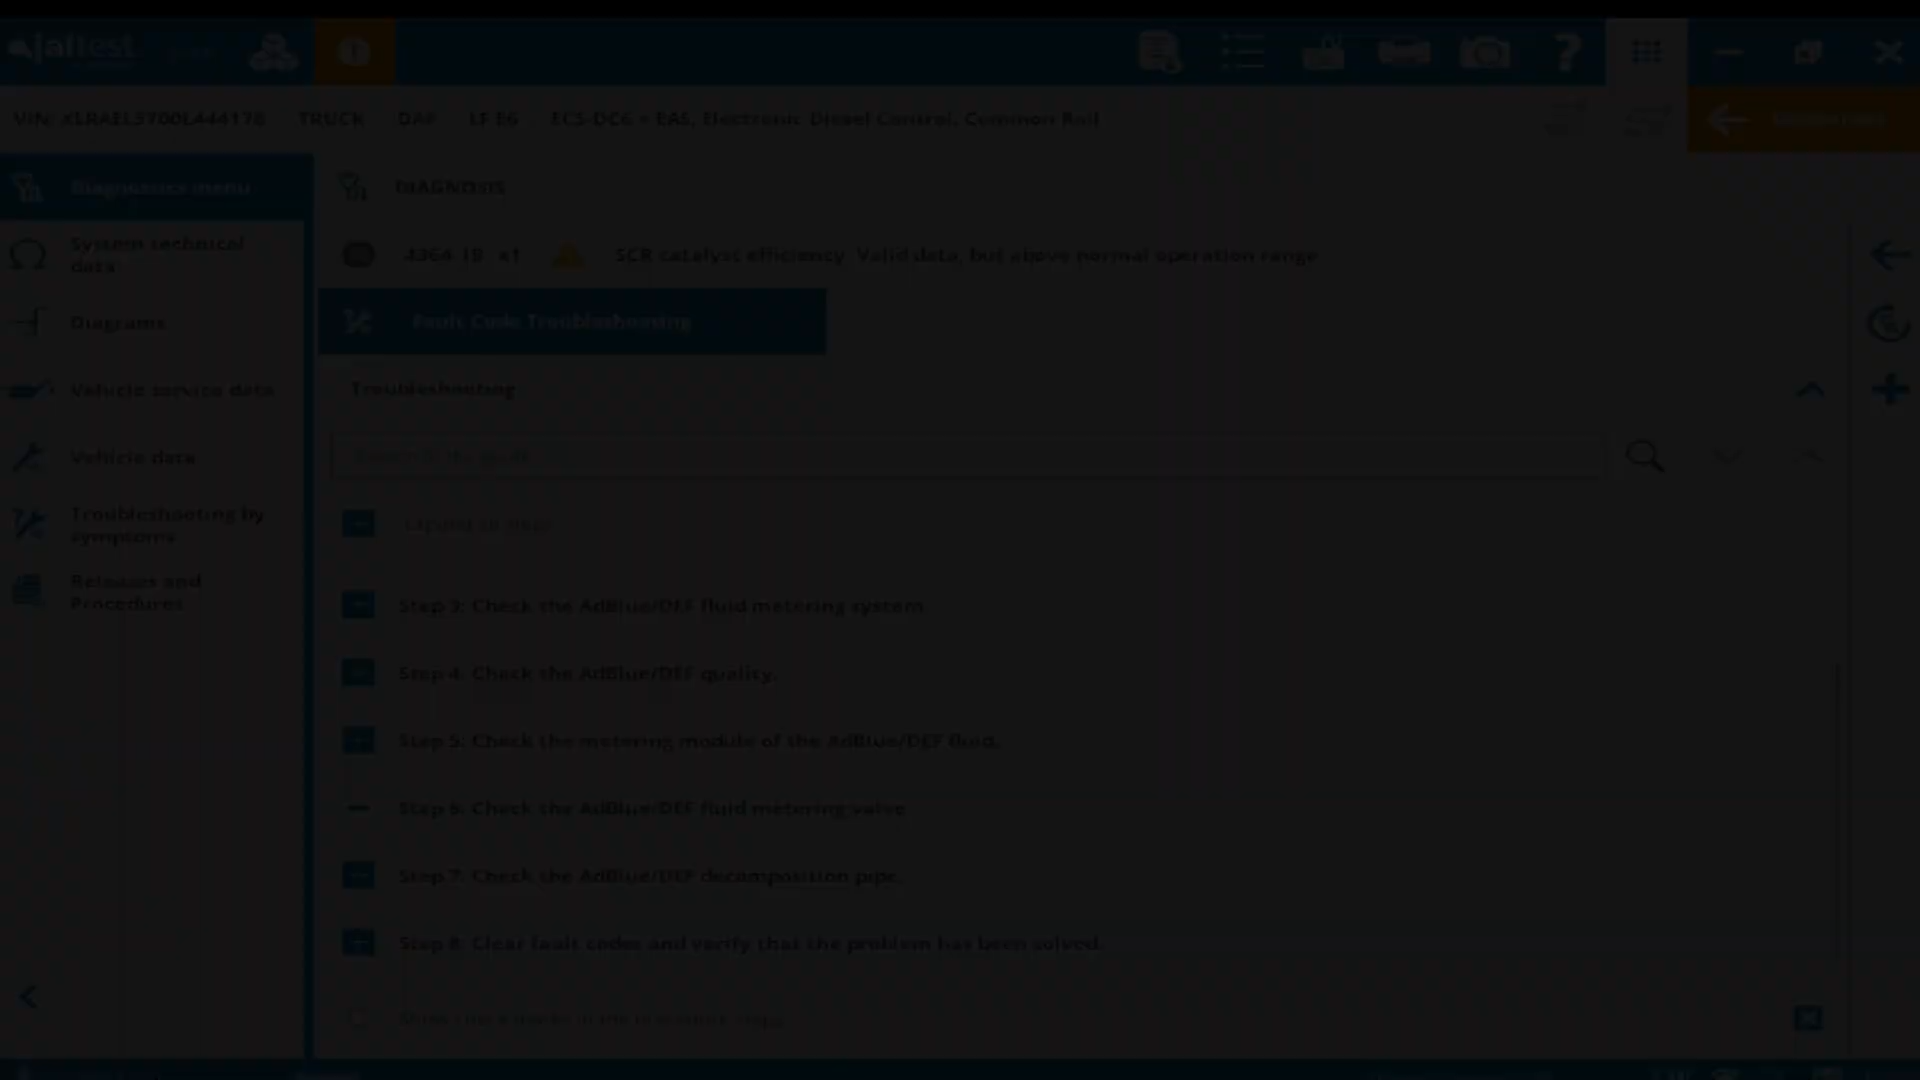 jaltest
VIN: XLRAEL3700L444178 TRUCK DAF LF E6 ECS-DC6 + EAS, Electronic Diesel Control, Common Rail
Diagnostics menu
DIAGNOSIS
System technical data
4364 18 x1 SCR catalyst efficiency. Valid data, but above normal operation range
Diagrams
Fault Code Troubleshooting
Vehicle service data
Troubleshooting
Vehicle data
Troubleshooting by symptoms
Step 3: Check the AdBlue/DEF fluid metering system
Releases and Procedures
Step 4: Check the AdBlue/DEF quality.
Step 5: Check the metering module of the AdBlue/DEF fluid.
Step 6: Check the AdBlue/DEF fluid metering valve
Step 7: Check the AdBlue/DEF decomposition pipe.
Step 8: Clear fault codes and verify that the problem has been solved.